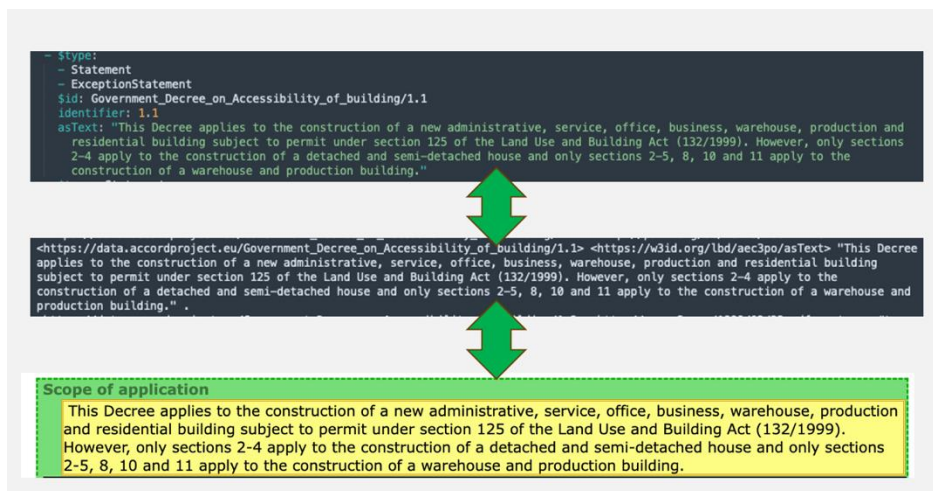 - $type:
- Statement
- ExceptionStatement
$id: Government_Decree_on_Accessibility_of_building/1.1
identifier: 1.1
asText: "This Decree applies to the construction of a new administrative, service, office, business, warehouse, production and
residential building subject to permit under section 125 of the Land Use and Building Act (132/1999). However, only sections
2-4 apply to the construction of a detached and semi-detached house and only sections 2-5, 8, 10 and 11 apply to the
construction of a warehouse and production building."
<https://data.accordproject.eu/Government_Decree_on_Accessibility_of_building/1.1> <https://w3id.org/lbd/aec3po/asText> "This Decree
applies to the construction of a new administrative, service, office, business, warehouse, production and residential building
subject to permit under section 125 of the Land Use and Building Act (132/1999). However, only sections 2-4 apply to the
construction of a detached and semi-detached house and only sections 2-5, 8, 10 and 11 apply to the construction of a warehouse and
production building." .
Scope of application
This Decree applies to the construction of a new administrative, service, office, business, warehouse, production
and residential building subject to permit under section 125 of the Land Use and Building Act (132/1999).
However, only sections 2-4 apply to the construction of a detached and semi-detached house and only sections
2-5, 8, 10 and 11 apply to the construction of a warehouse and production building.